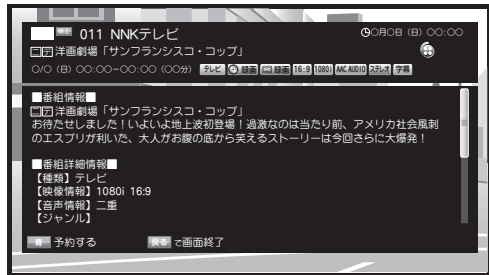 011 NNKテレビ
○月○日 (日) ○○:○○
洋画劇場「サンフランシスコ・コップ」
○/○ (日) ○○:○○-○○:○○ (○○分) テレビ 録画 録画 16:9 1080i MC AUDIO ステレオ 字幕
■番組情報■
洋画劇場「サンフランシスコ・コップ」
お待たせしました!いよいよ地上波初登場!過激なのは当たり前、アメリカ社会風刺
のエスプリが利いた、大人がお腹の底から笑えるストーリーは今回さらに大爆発!
■番組詳細情報■
【種類】テレビ
【映像情報】1080i 16:9
【音声情報】二重
【ジャンル】
青 予約する 戻る で画面終了